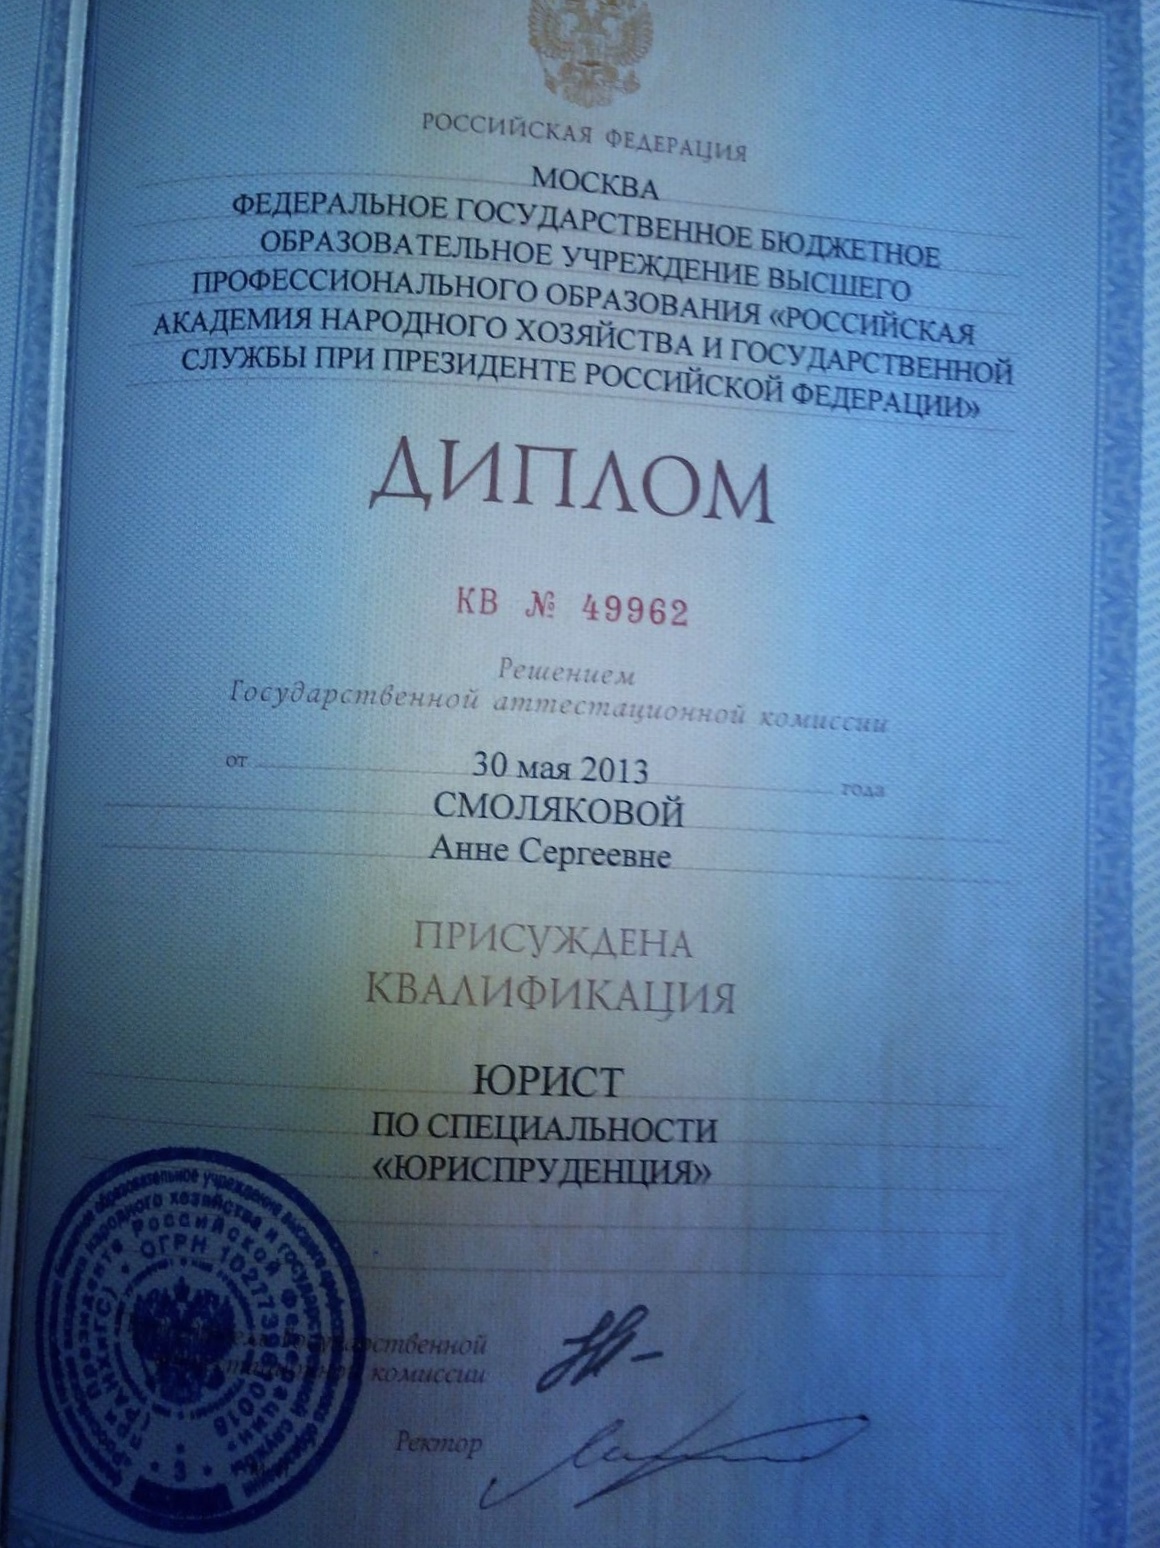 РОССИЙСКАЯ ФЕДЕРАЦИЯ
МОСКВА
ФЕДЕРАЛЬНОЕ ГОСУДАРСТВЕННОЕ БЮДЖЕТНОЕ
ОБРАЗОВАТЕЛЬНОЕ УЧРЕЖДЕНИЕ ВЫСШЕГО
ПРОФЕССИОНАЛЬНОГО ОБРАЗОВАНИЯ «РОССИЙСКАЯ
АКАДЕМИЯ НАРОДНОГО ХОЗЯЙСТВА И ГОСУДАРСТВЕННОЙ
СЛУЖБЫ ПРИ ПРЕЗИДЕНТЕ РОССИЙСКОЙ ФЕДЕРАЦИИ»
ДИПЛОМ
КВ № 49962
Решением
Государственной аттестационной комиссии
от 30 мая 2013 года
СМОЛЯКОВОЙ
Анне Сергеевне
ПРИСУЖДЕНА
КВАЛИФИКАЦИЯ
ЮРИСТ
ПО СПЕЦИАЛЬНОСТИ
«ЮРИСПРУДЕНЦИЯ»
комиссии
Ректор